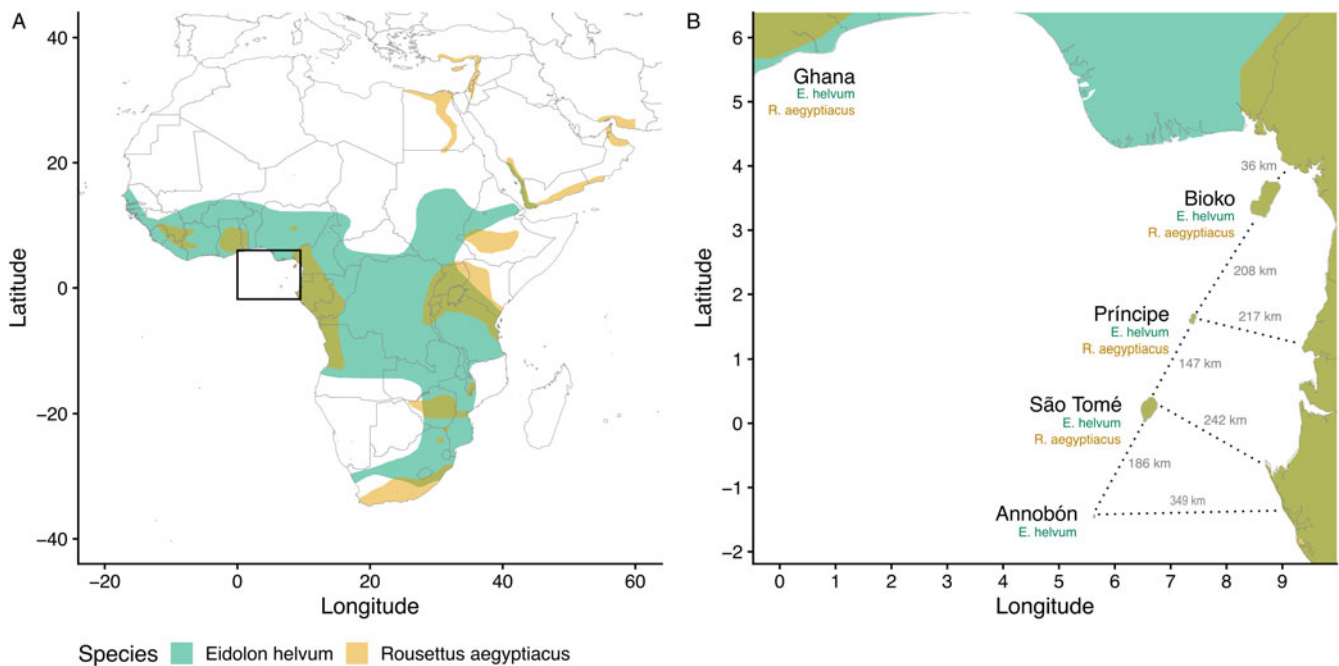 A
40
20
0
−20
−40
Latitude
−20
0
20
40
60
Longitude
Species
Eidolon helvum
Rousettus aegyptiacus
B
6
5
4
3
2
1
0
−1
−2
Latitude
Ghana
E. helvum
R. aegyptiacus
36 km
Bioko
E. helvum
R. aegyptiacus
208 km
Príncipe
E. helvum
R. aegyptiacus
217 km
147 km
São Tomé
E. helvum
R. aegyptiacus
242 km
186 km
Annobón
E. helvum
349 km
0
1
2
3
4
5
6
7
8
9
Longitude